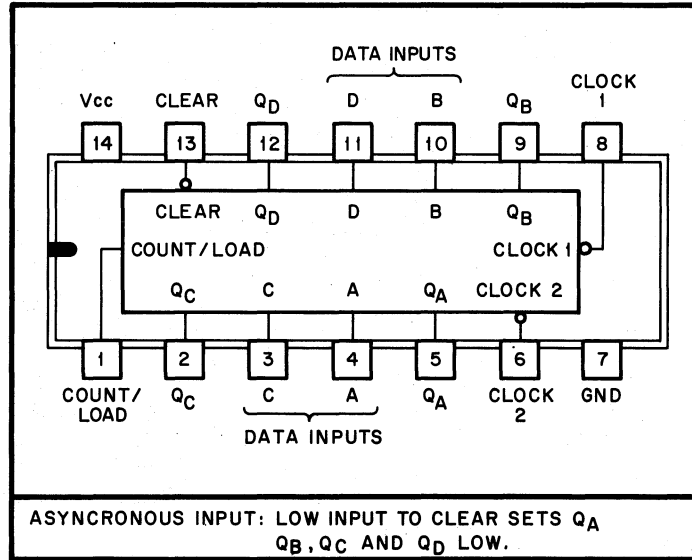 DATA INPUTS
Vcc CLEAR QD D B QB CLOCK 1
14 13 12 11 10 9 8
CLEAR QD D B QB
COUNT/LOAD CLOCK 1
QC C A QA CLOCK 2
1 2 3 4 5 6 7
COUNT/ LOAD QC C A QA CLOCK 2 GND
DATA INPUTS
ASYNCRONOUS INPUT: LOW INPUT TO CLEAR SETS QA
QB, QC AND QD LOW.